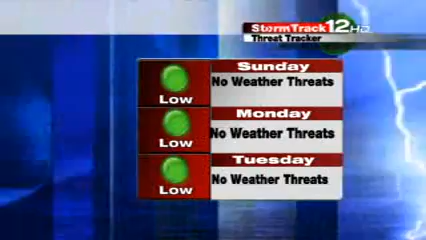 StormTrack 12 HD
Threat Tracker
Sunday
No Weather Threats
Low
Monday
No Weather Threats
Low
Tuesday
No Weather Threats
Low